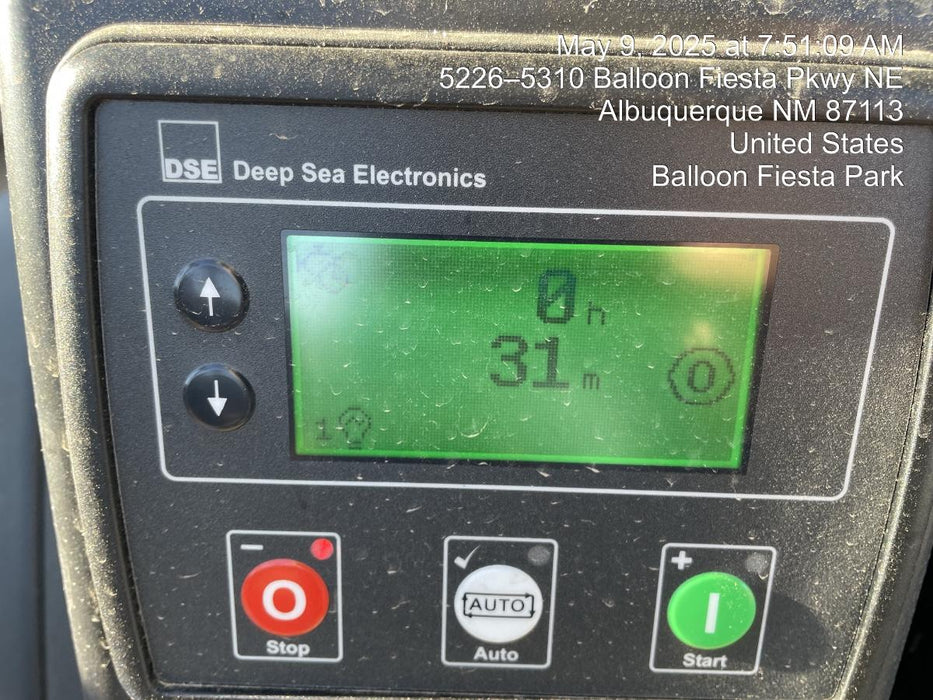 May 9, 2025 at 7:51:09 AM
5226–5310 Balloon Fiesta Pkwy NE
Albuquerque NM 87113
United States
Balloon Fiesta Park
DSE Deep Sea Electronics
0 h
31 m
0
1
O
Stop
AUTO
Auto
I
Start